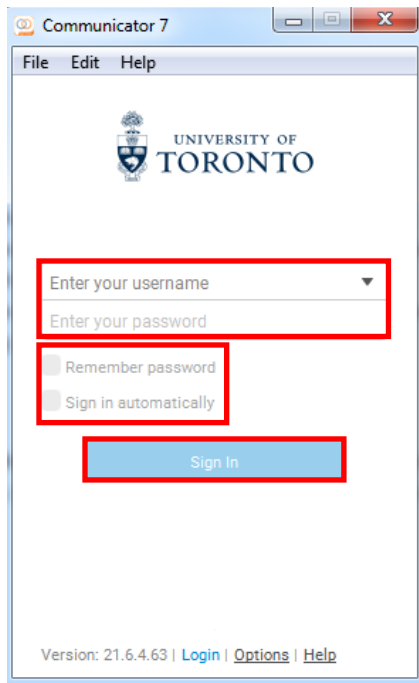 Communicator 7
File Edit Help
UNIVERSITY OF
TORONTO
Enter your username
Enter your password
Remember password
Sign in automatically
Sign In
Version: 21.6.4.63 | Login | Options | Help